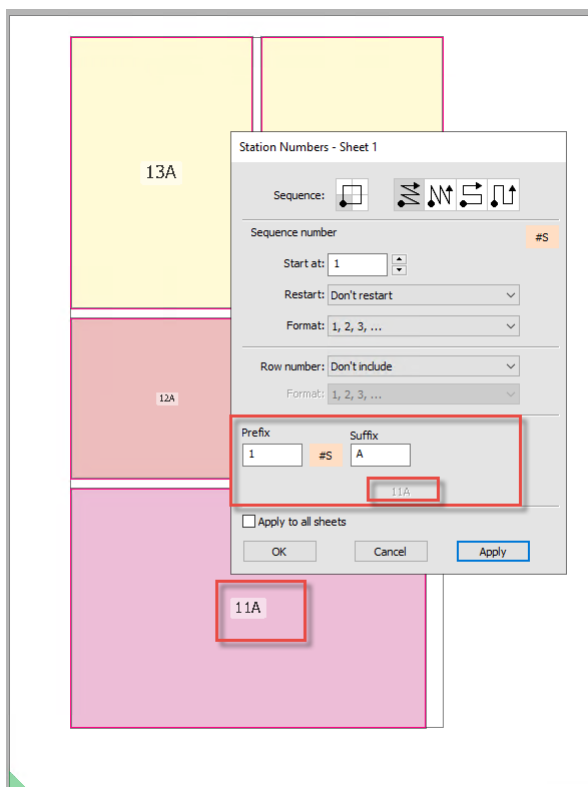 13A
12A
11A
Station Numbers - Sheet 1
Sequence:
Sequence number
#S
Start at: 1
Restart: Don't restart
Format: 1, 2, 3, ...
Row number: Don't include
Format: 1, 2, 3, ...
Prefix Suffix
1 #S A
11A
Apply to all sheets
OK Cancel Apply